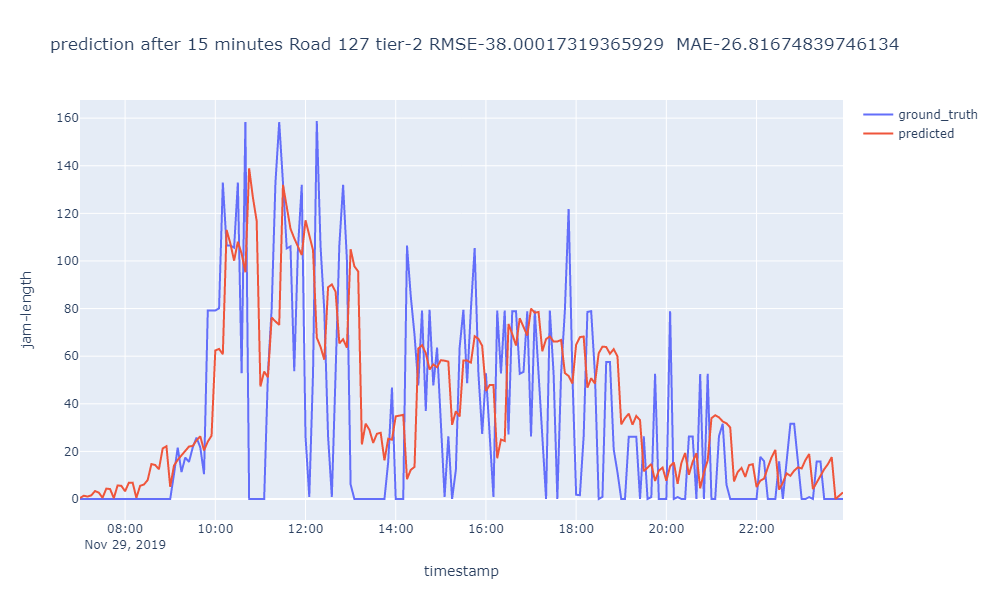 prediction after 15 minutes Road 127 tier-2 RMSE-38.00017319365929  MAE-26.81674839746134
ground_truth
predicted
jam-length
160
140
120
100
80
60
40
20
0
08:00 10:00 12:00 14:00 16:00 18:00 20:00 22:00
Nov 29, 2019
timestamp